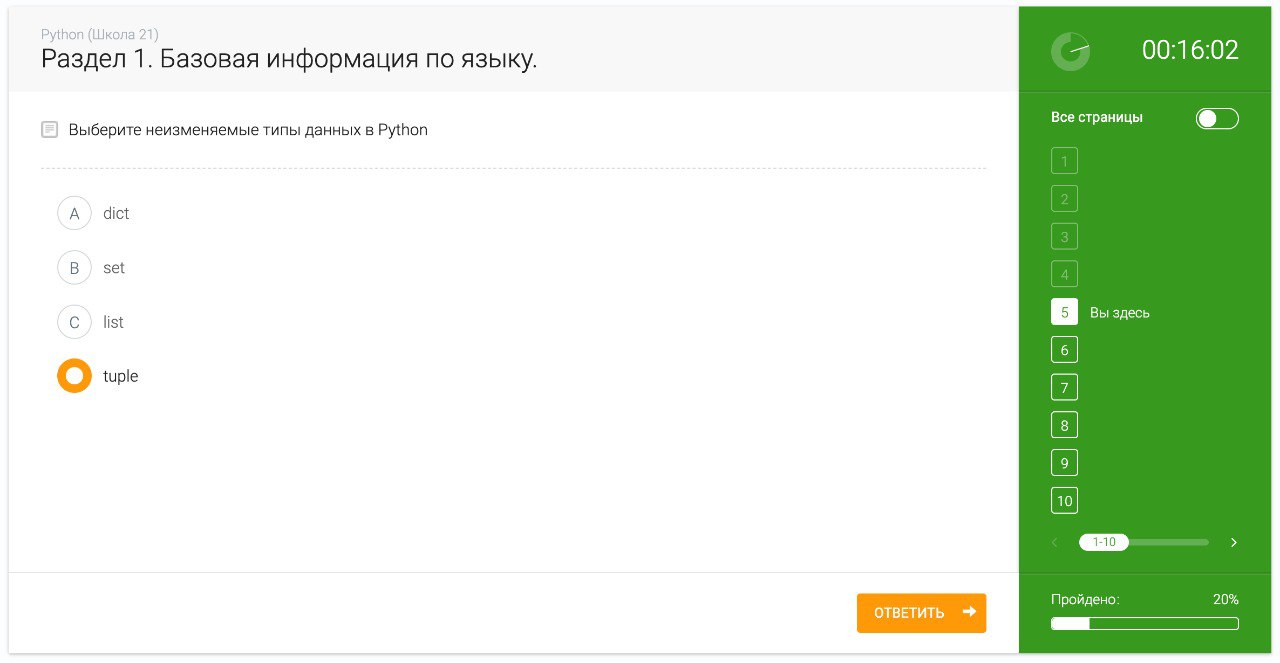 Python (Школа 21)
Раздел 1. Базовая информация по языку.
00:16:02
Выберите неизменяемые типы данных в Python
A dict
B set
C list
tuple
ОТВЕТИТЬ
Все страницы
1
2
3
4
5 Вы здесь
6
7
8
9
10
1-10
Пройдено: 20%